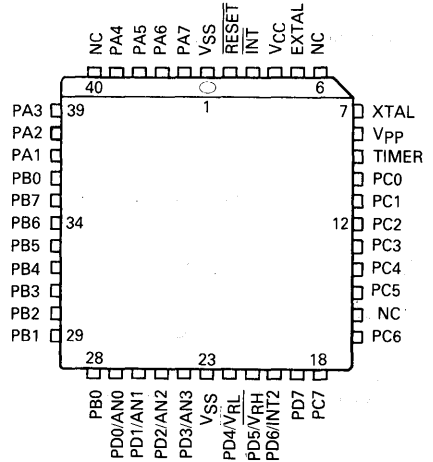 NC PA4 PA5 PA6 PA7 VSS RESET INT VCC EXTAL NC
40 1 6
PA3 39 7 XTAL
PA2 VPP
PA1 TIMER
PB0 PC0
PB7 PC1
PB6 34 12 PC2
PB5 PC3
PB4 PC4
PB3 PC5
PB2 NC
PB1 29 PC6
28 23 18
PB0 PD0/AN0 PD1/AN1 PD2/AN2 PD3/AN3 VSS PD4/VRL PD5/VRH PD6/INT2 PD7 PC7